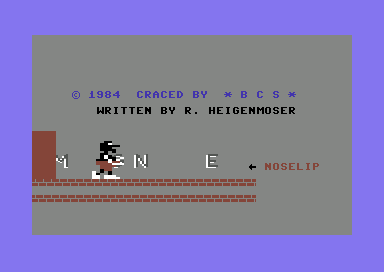 © 1984 CRACED BY * B C S *
WRITTEN BY R. HEIGENMOSER
M N E
← NOSELIP